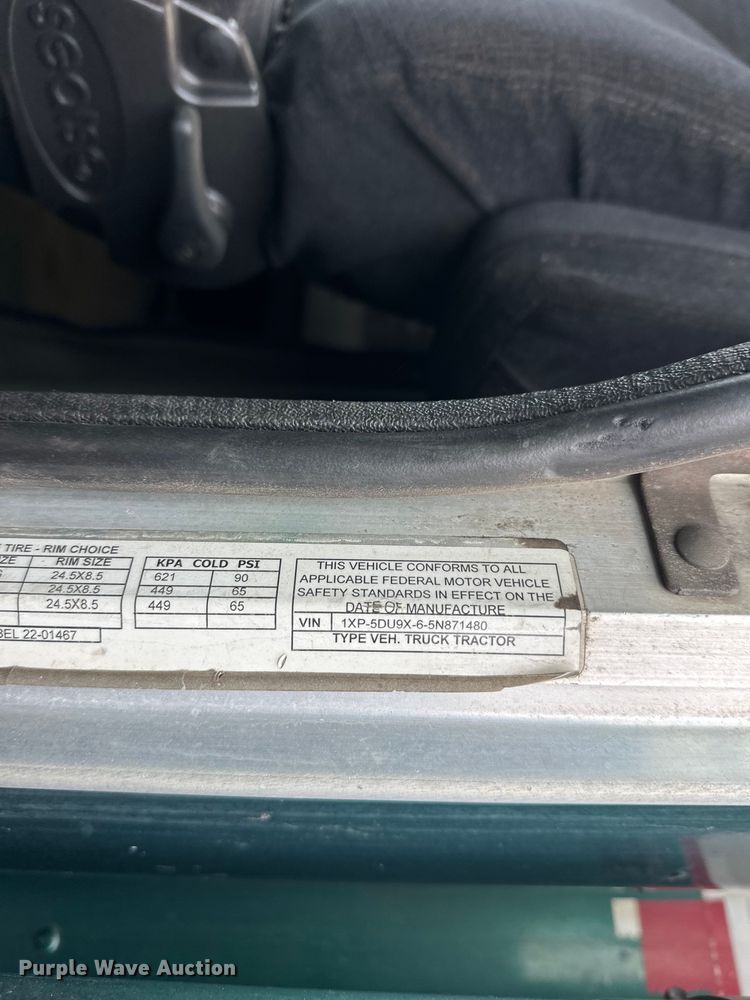 TIRE - RIM CHOICE
ZE RIM SIZE
24.5X8.5
24.5X8.5
24.5X8.5
BEL 22-01467
KPA COLD PSI
621 90
449 65
449 65
THIS VEHICLE CONFORMS TO ALL
APPLICABLE FEDERAL MOTOR VEHICLE
SAFETY STANDARDS IN EFFECT ON THE
DATE OF MANUFACTURE
VIN 1XP-5DU9X-6-5N871480
TYPE VEH. TRUCK TRACTOR
Purple Wave Auction